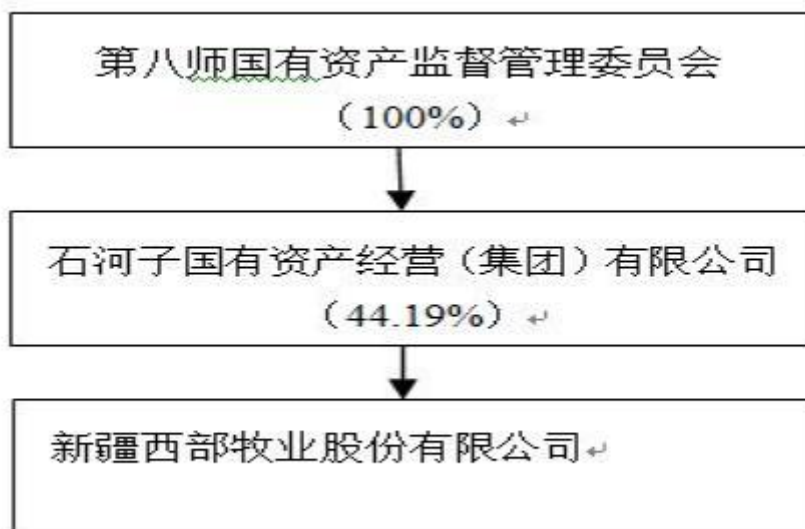 第八师国有资产监督管理委员会
（100%）
石河子国有资产经营（集团）有限公司
（44.19%）
新疆西部牧业股份有限公司